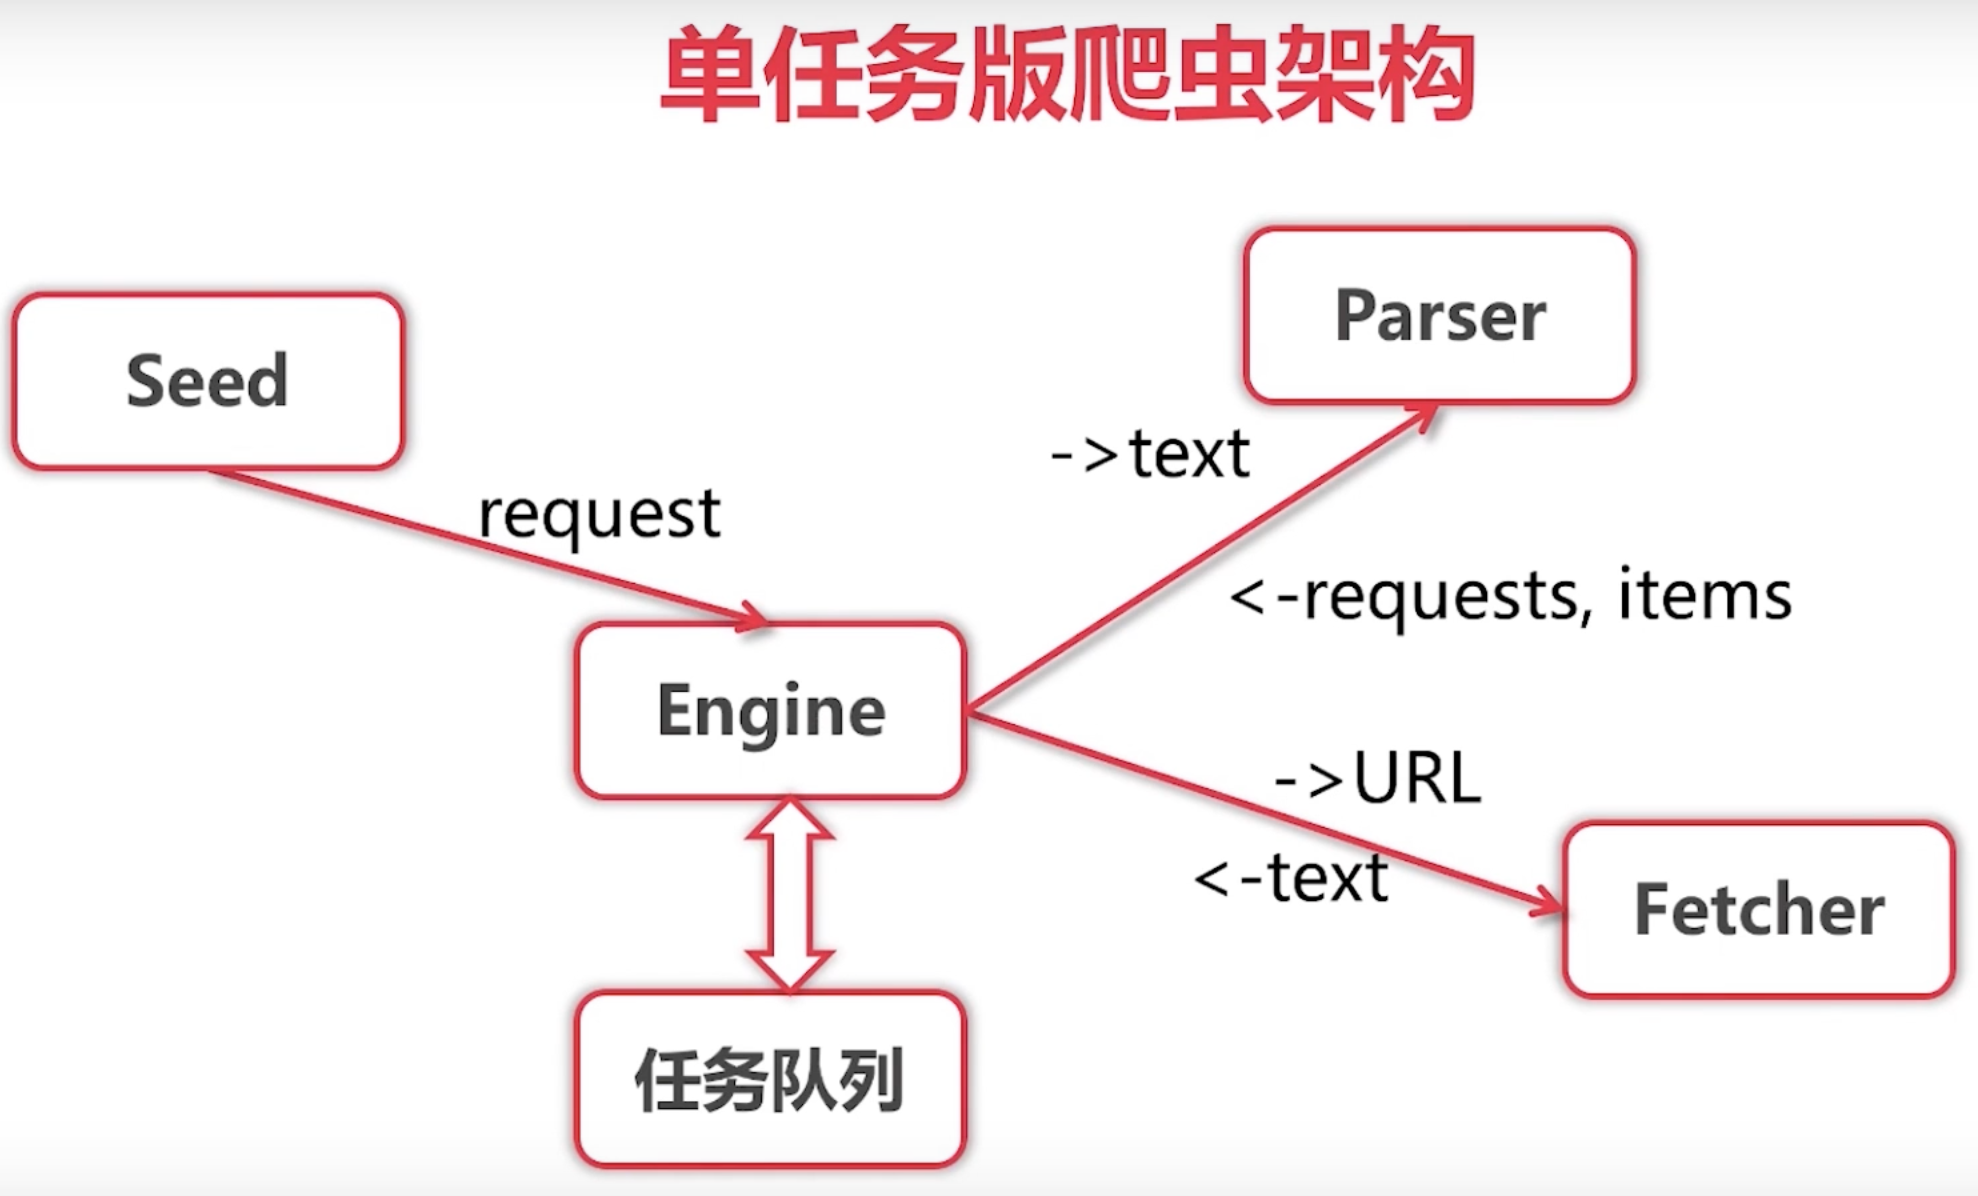 单任务版爬虫架构
Seed
request
Engine
任务队列
Parser
->text
<-requests, items
->URL
<-text
Fetcher